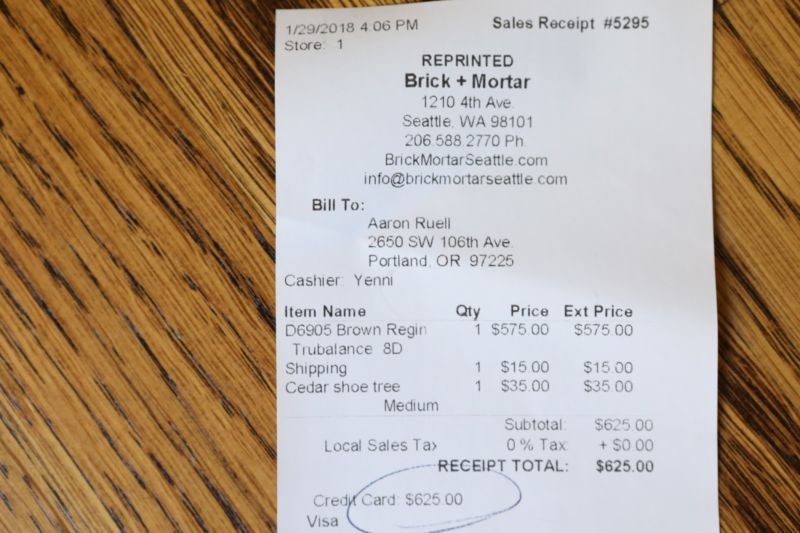 1/29/2018 4:06 PM Sales Receipt #5295
Store: 1
REPRINTED
Brick + Mortar
1210 4th Ave.
Seattle, WA 98101
206.588.2770 Ph.
BrickMortarSeattle.com
info@brickmortarseattle.com
Bill To:
Aaron Ruell
2650 SW 106th Ave.
Portland, OR 97225
Cashier: Yenni
Item Name Qty Price Ext Price
D6905 Brown Regin 1 $575.00 $575.00
Trubalance 8D
Shipping 1 $15.00 $15.00
Cedar shoe tree 1 $35.00 $35.00
Medium
Subtotal: $625.00
Local Sales Tax 0 % Tax: + $0.00
RECEIPT TOTAL: $625.00
Credit Card: $625.00
Visa